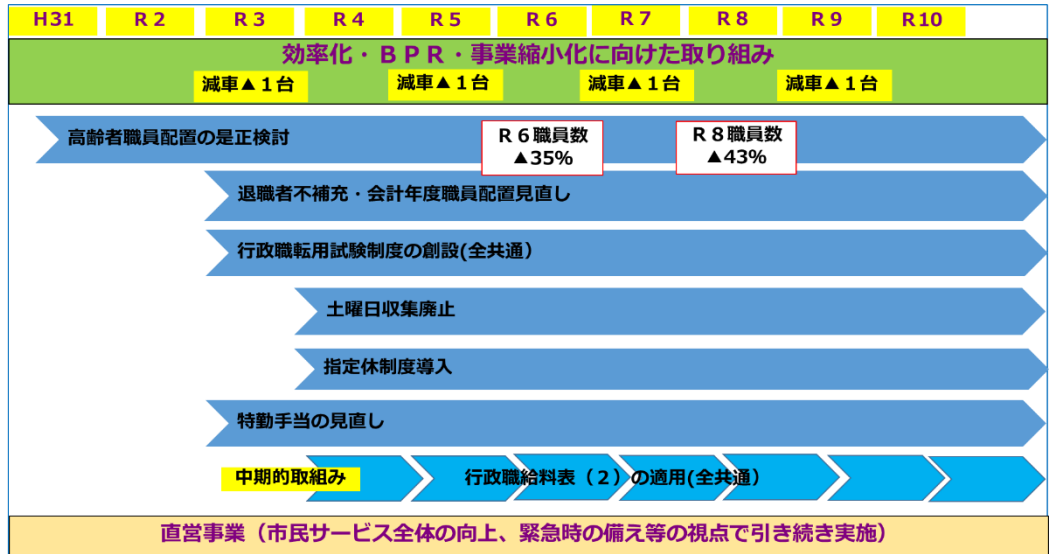 H31 R2 R3 R4 R5 R6 R7 R8 R9 R10
効率化・BPR・事業縮小化に向けた取り組み
減車▲1台 減車▲1台 減車▲1台 減車▲1台
高齢者職員配置の是正検討
R6職員数
▲35%
R8職員数
▲43%
退職者不補充・会計年度職員配置見直し
行政職転用試験制度の創設(全共通)
土曜日収集廃止
指定休制度導入
特勤手当の見直し
中期的取組み 行政職給料表(2)の適用(全共通)
直営事業(市民サービス全体の向上、緊急時の備え等の視点で引き続き実施)